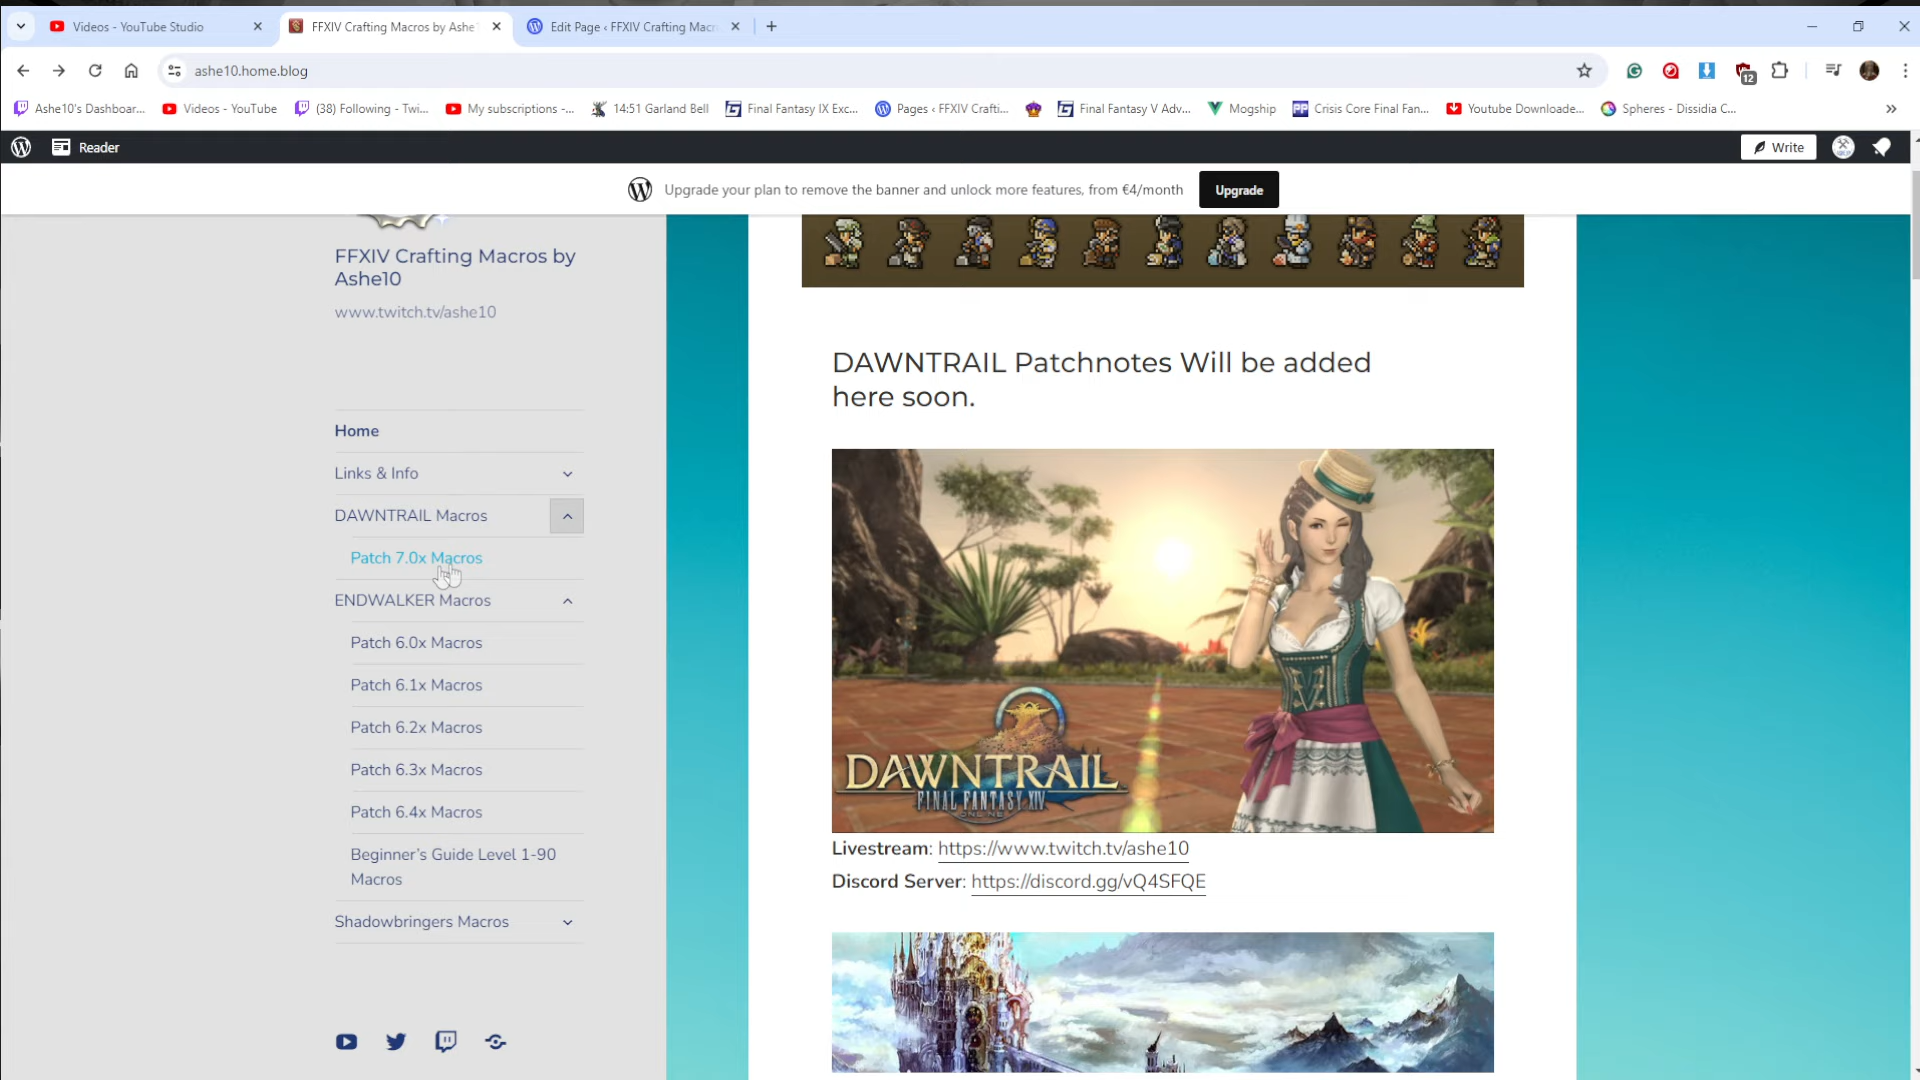 Videos - YouTube Studio
FFXIV Crafting Macros by Ashe
Edit Page ‹ FFXIV Crafting Macr
ashe10.home.blog
12
Ashe10's Dashboar...
Videos - YouTube
(38) Following - Twi...
My subscriptions -...
14:51 Garland Bell
Final Fantasy IX Exc...
Pages ‹ FFXIV Crafti...
Final Fantasy V Adv...
Mogship
Crisis Core Final Fan...
Youtube Downloade...
Spheres - Dissidia C...
Reader
Write
Upgrade your plan to remove the banner and unlock more features, from €4/month
Upgrade
FFXIV Crafting Macros by
Ashe10
www.twitch.tv/ashe10
Home
Links & Info
DAWNTRAIL Macros
Patch 7.0x Macros
ENDWALKER Macros
Patch 6.0x Macros
Patch 6.1x Macros
Patch 6.2x Macros
Patch 6.3x Macros
Patch 6.4x Macros
Beginner's Guide Level 1-90
Macros
Shadowbringers Macros
DAWNTRAIL Patchnotes Will be added
here soon.
DAWNTRAIL
FINAL FANTASY XIV
ONLINE
Livestream: https://www.twitch.tv/ashe10
Discord Server: https://discord.gg/vQ4SFQE